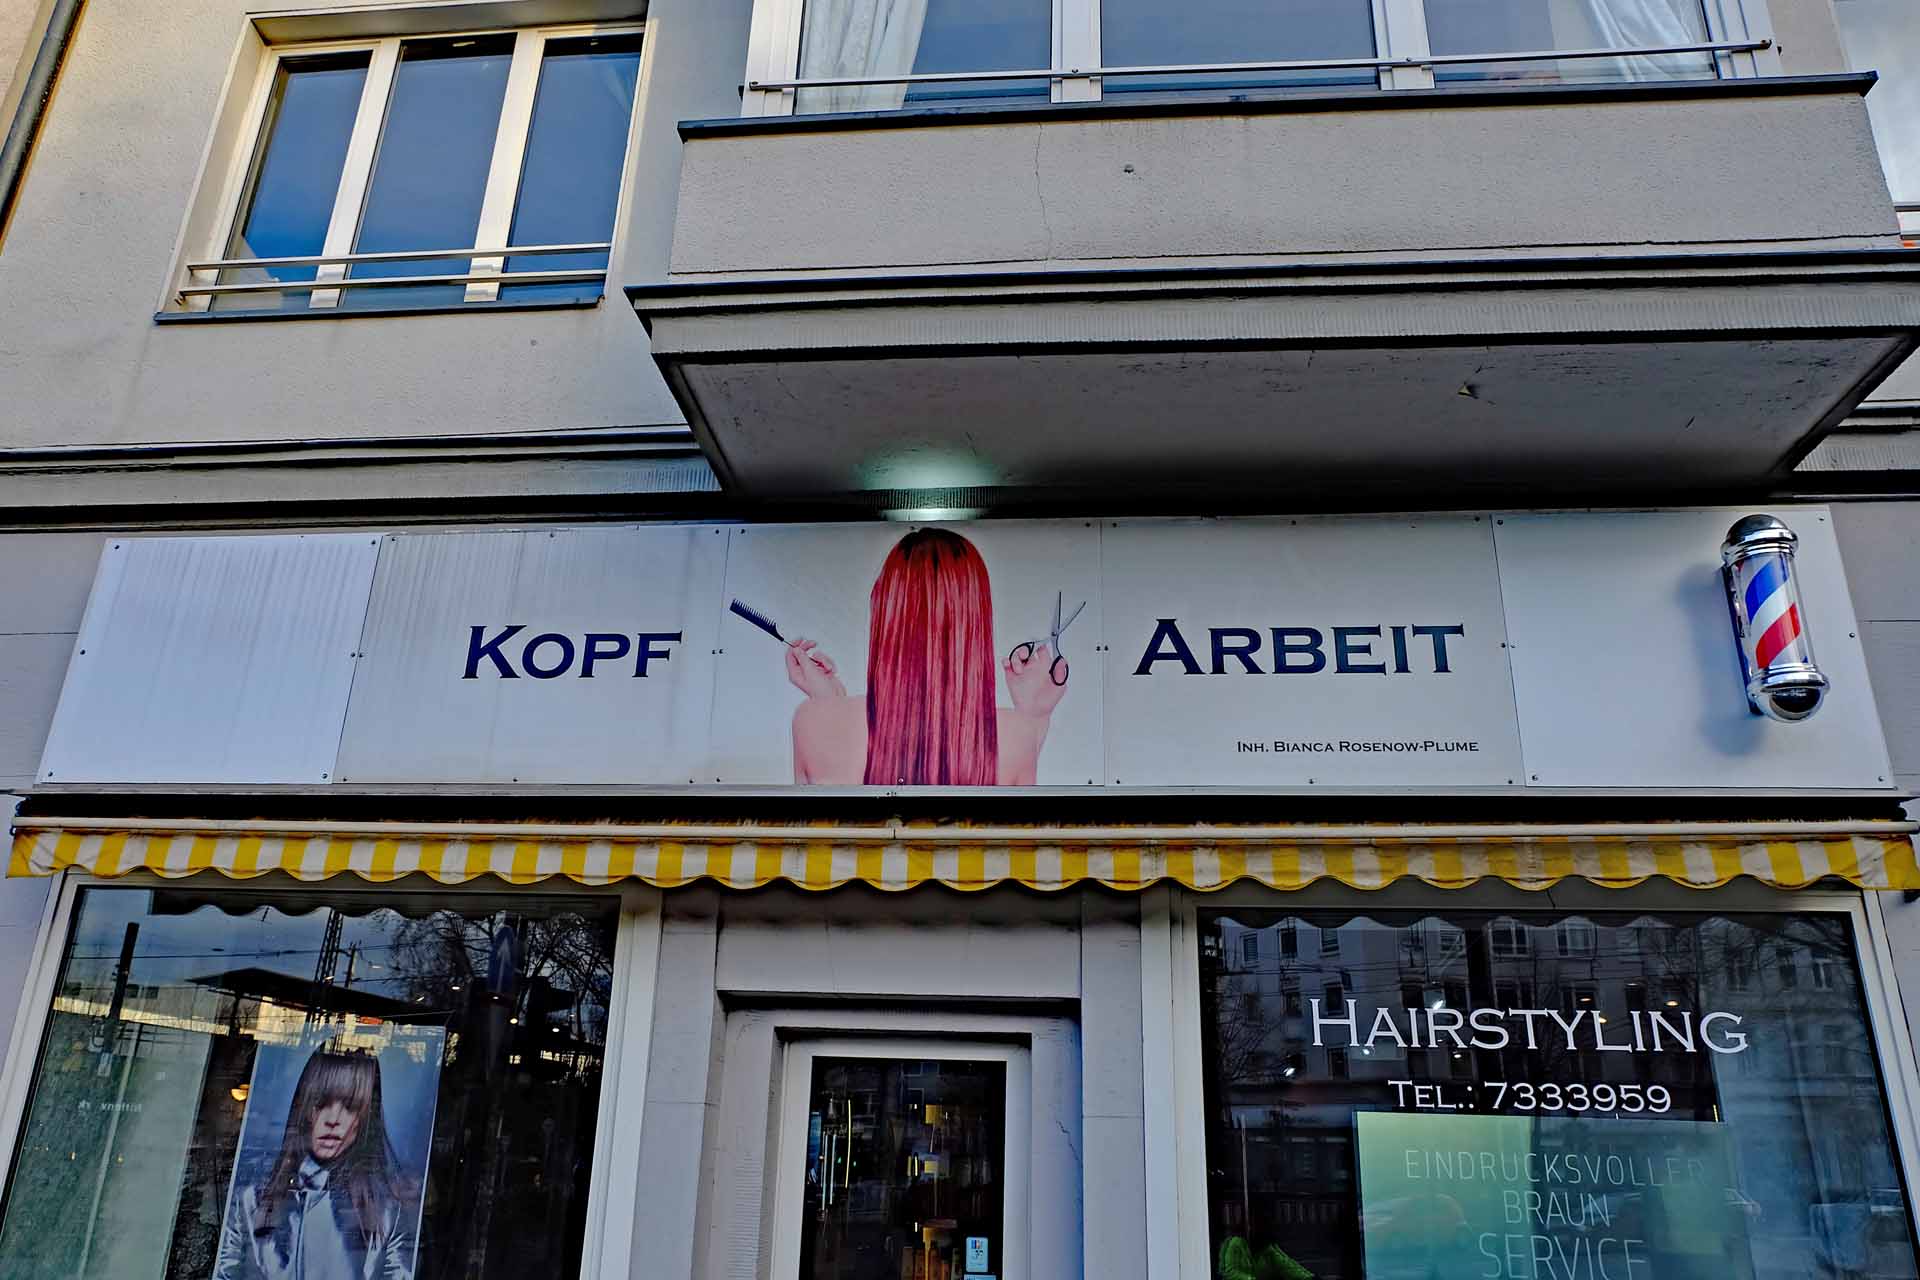 KOPF
ARBEIT
INH. BIANCA ROSENOW-PLUME
HAIRSTYLING
TEL.: 7333959
EINDRUCKSVOLLER
BRAUN
SERVICE